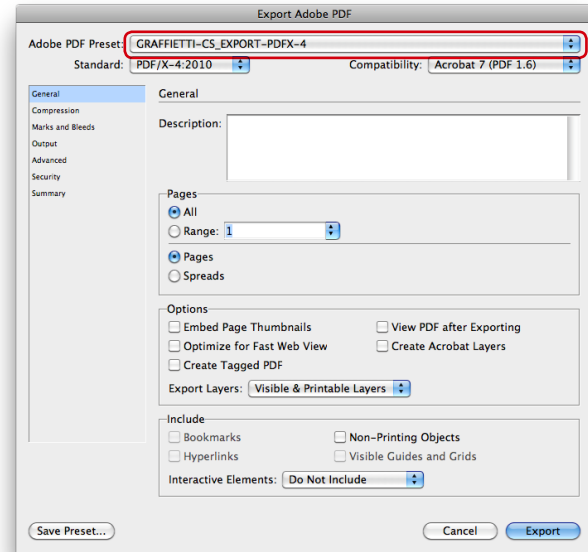 Export Adobe PDF
Adobe PDF Preset: GRAFFIETTI-CS_EXPORT-PDFX-4
Standard: PDF/X-4:2010 Compatibility: Acrobat 7 (PDF 1.6)
General
Compression
Marks and Bleeds
Output
Advanced
Security
Summary
General
Description:
Pages
All
Range: 1
Pages
Spreads
Options
Embed Page Thumbnails View PDF after Exporting
Optimize for Fast Web View Create Acrobat Layers
Create Tagged PDF
Export Layers: Visible & Printable Layers
Include
Bookmarks Non-Printing Objects
Hyperlinks Visible Guides and Grids
Interactive Elements: Do Not Include
Save Preset... Cancel Export